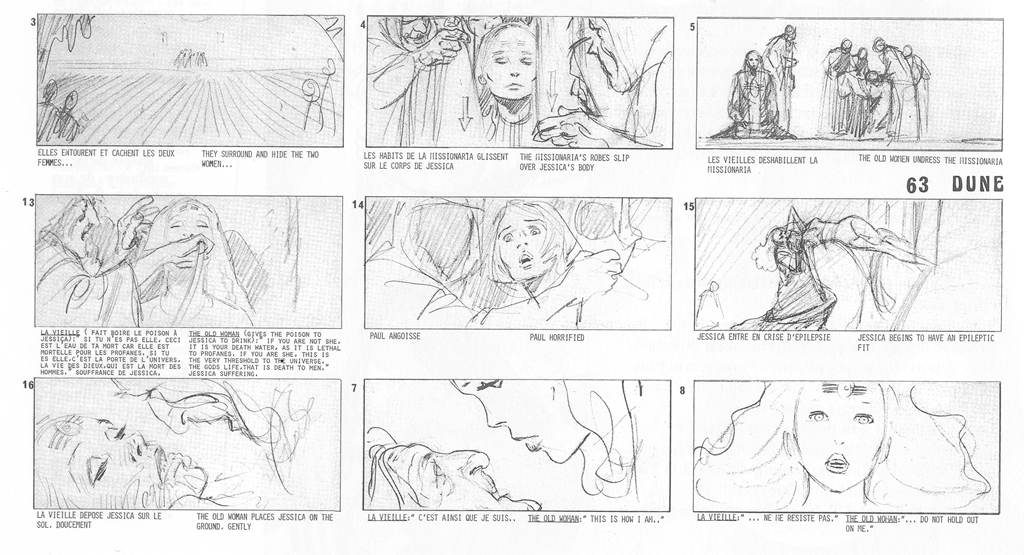 3
ELLES ENTOURENT ET CACHENT LES DEUX
FEMMES...
THEY SURROUND AND HIDE THE TWO
WOMEN...
4
LES HABITS DE LA MISSIONARIA GLISSENT
SUR LE CORPS DE JESSICA
THE MISSIONARIA'S ROBES SLIP
OVER JESSICA'S BODY
5
LES VIEILLES DESHABILLENT LA
MISSIONARIA
THE OLD WOMEN UNDRESS THE MISSIONARIA
63 DUNE
13
LA VIEILLE ( FAIT BOIRE LE POISON À
JESSICA):" SI TU N'ES PAS ELLE, CECI
EST L'EAU DE TA MORT CAR ELLE EST
MORTELLE POUR LES PROFANES. SI TU
ES ELLE,C'EST LA PORTE DE L'UNIVERS,
LA VIE DES DIEUX,QUI EST LA MORT DES
HOMMES." SOUFFRANCE DE JESSICA.
THE OLD WOMAN (GIVES THE POISON TO
JESSICA TO DRINK):" IF YOU ARE NOT SHE,
IT IS YOUR DEATH WATER, AS IT IS LETHAL
TO PROFANES. IF YOU ARE SHE, THIS IS
THE VERY THRESHOLD TO THE UNIVERSE,
THE GODS LIFE,THAT IS DEATH TO MEN."
JESSICA SUFFERING.
14
PAUL ANGOISSE
PAUL HORRIFIED
15
JESSICA ENTRE EN CRISE D'EPILEPSIE
JESSICA BEGINS TO HAVE AN EPILEPTIC
FIT
16
LA VIEILLE DEPOSE JESSICA SUR LE
SOL, DOUCEMENT
THE OLD WOMAN PLACES JESSICA ON THE
GROUND, GENTLY
7
LA VIEILLE:" C'EST AINSI QUE JE SUIS..
THE OLD WOMAN:" THIS IS HOW I AM.."
8
LA VIEILLE:" ... NE ME RESISTE PAS."
THE OLD WOMAN:"... DO NOT HOLD OUT
ON ME."